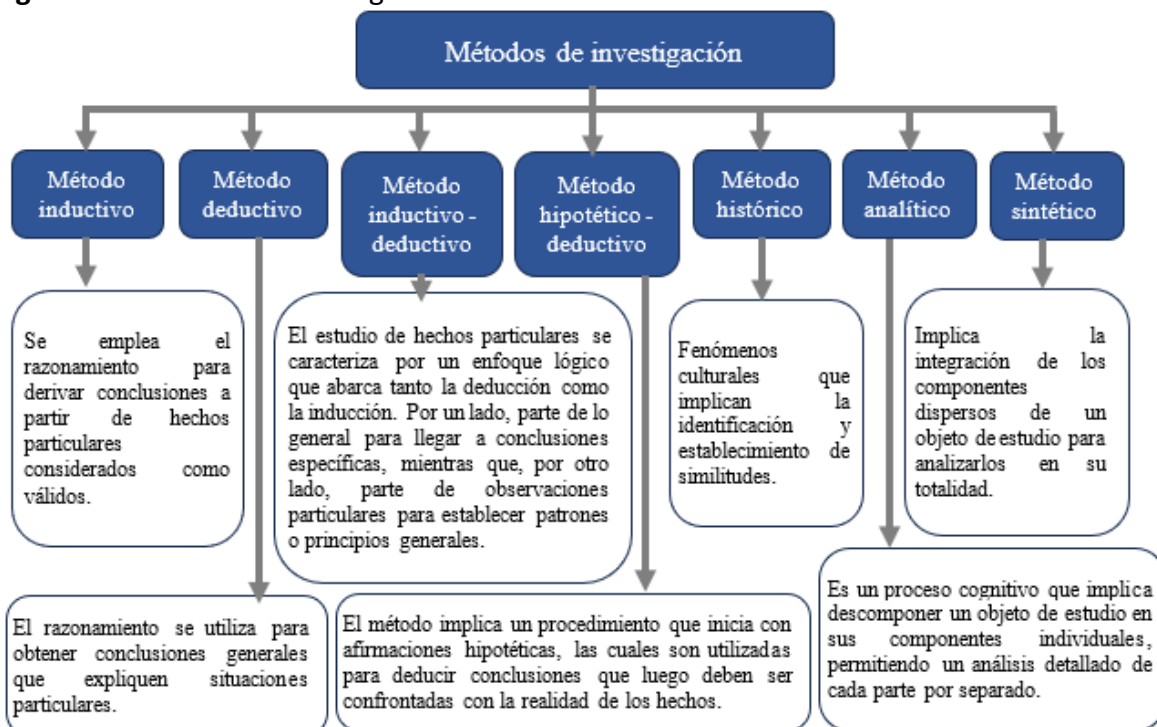 Métodos de investigación
Método
inductivo
Método
deductivo
Método
inductivo -
deductivo
Método
hipotético -
deductivo
Método
histórico
Método
analítico
Método
sintético
Se emplea el
razonamiento para
derivar conclusiones a
partir de hechos
particulares
considerados como
válidos.
El estudio de hechos particulares se
caracteriza por un enfoque lógico
que abarca tanto la deducción como
la inducción. Por un lado, parte de lo
general para llegar a conclusiones
específicas, mientras que, por otro
lado, parte de observaciones
particulares para establecer patrones
o principios generales.
Fenómenos
culturales que
implican la
identificación y
establecimiento de
similitudes.
Implica la
integración de los
componentes
dispersos de un
objeto de estudio para
analizarlos en su
totalidad.
El razonamiento se utiliza para
obtener conclusiones generales
que expliquen situaciones
particulares.
El método implica un procedimiento que inicia con
afirmaciones hipotéticas, las cuales son utilizadas
para deducir conclusiones que luego deben ser
confrontadas con la realidad de los hechos.
Es un proceso cognitivo que implica
descomponer un objeto de estudio en
sus componentes individuales,
permitiendo un análisis detallado de
cada parte por separado.